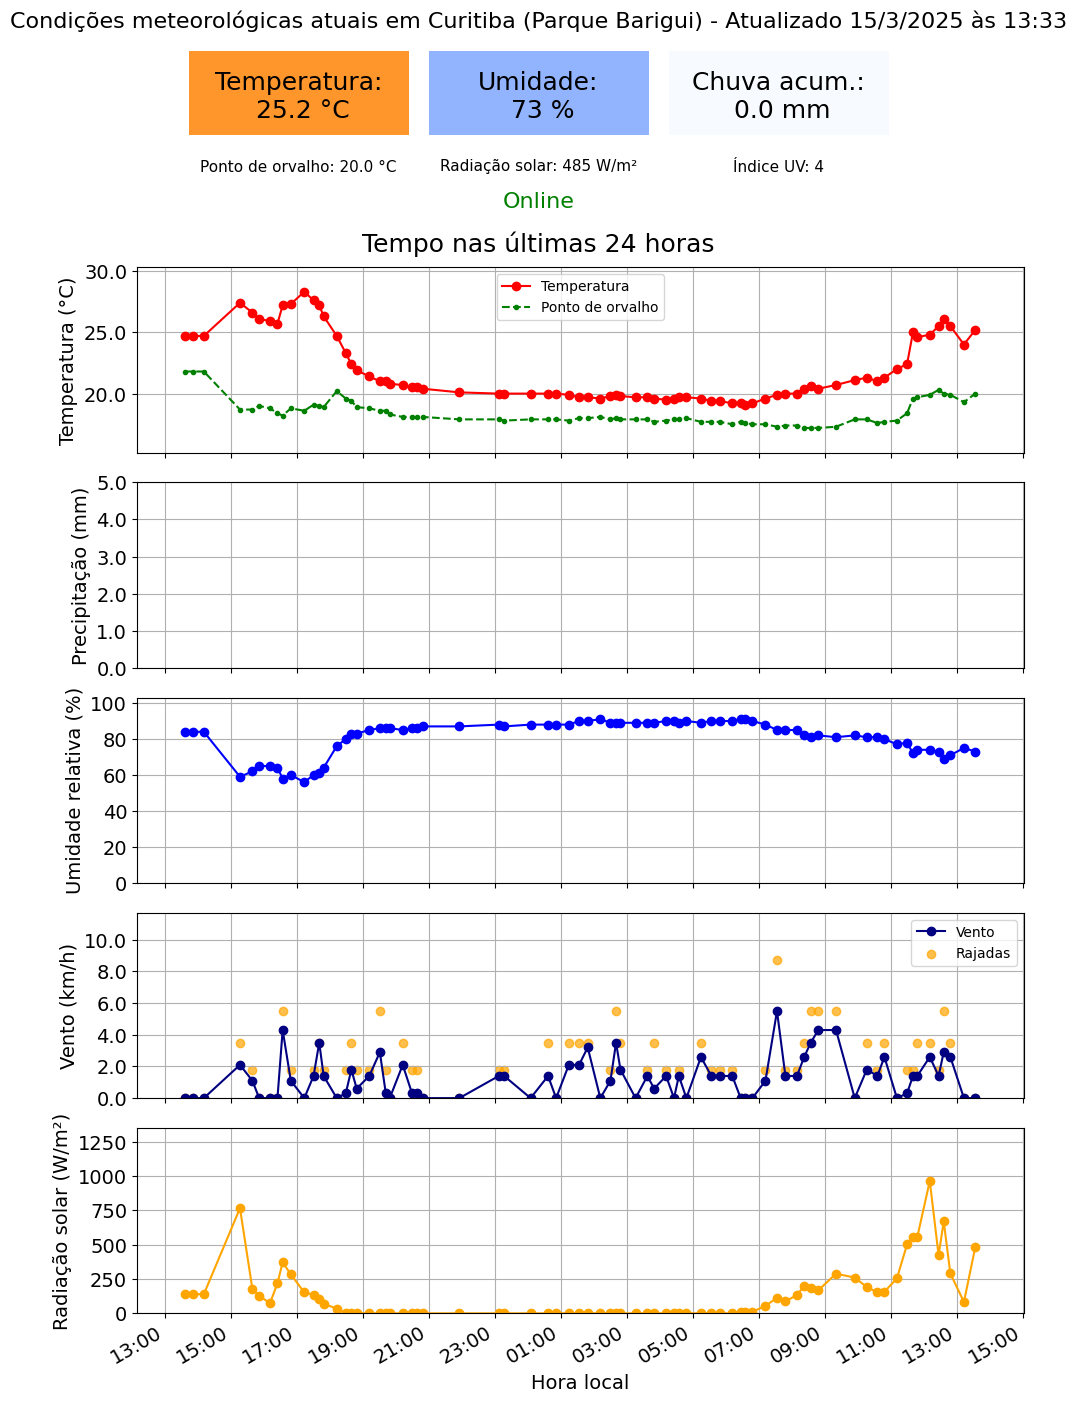 Condições meteorológicas atuais em Curitiba (Parque Barigui) - Atualizado 15/3/2025 às 13:33
Temperatura:
25.2 °C
Umidade:
73 %
Chuva acum.:
0.0 mm
Ponto de orvalho: 20.0 °C
Radiação solar: 485 W/m²
Índice UV: 4
Online
Tempo nas últimas 24 horas
Temperatura (°C)
30.0
25.0
20.0
Temperatura
Ponto de orvalho
Precipitação (mm)
5.0
4.0
3.0
2.0
1.0
0.0
Umidade relativa (%)
100
80
60
40
20
0
Vento (km/h)
10.0
8.0
6.0
4.0
2.0
0.0
Vento
Rajadas
Radiação solar (W/m²)
1250
1000
750
500
250
0
13:00
15:00
17:00
19:00
21:00
23:00
01:00
03:00
05:00
07:00
09:00
11:00
13:00
15:00
Hora local